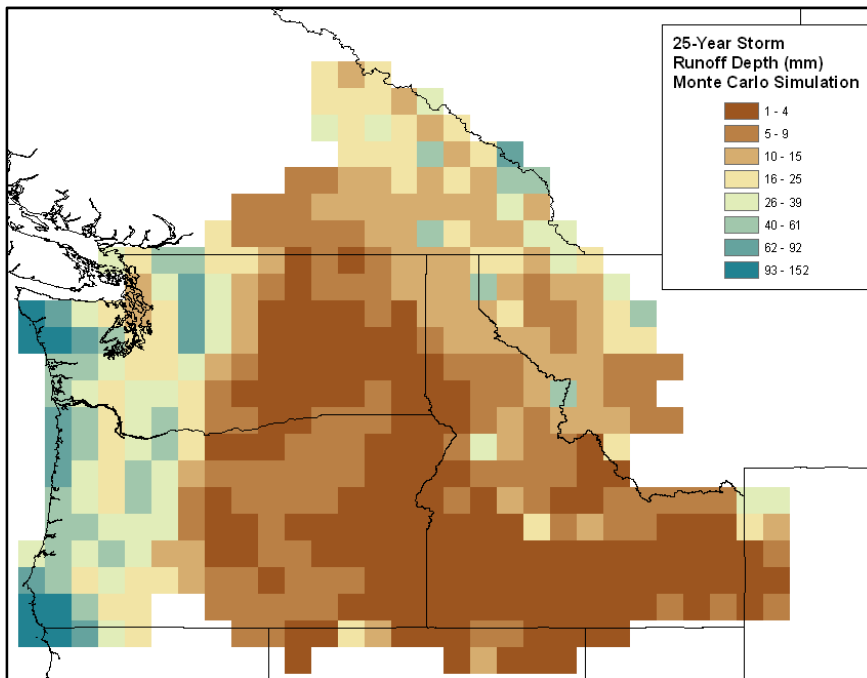 25-Year Storm
Runoff Depth (mm)
Monte Carlo Simulation
1 - 4
5 - 9
10 - 15
16 - 25
26 - 39
40 - 61
62 - 92
93 - 152